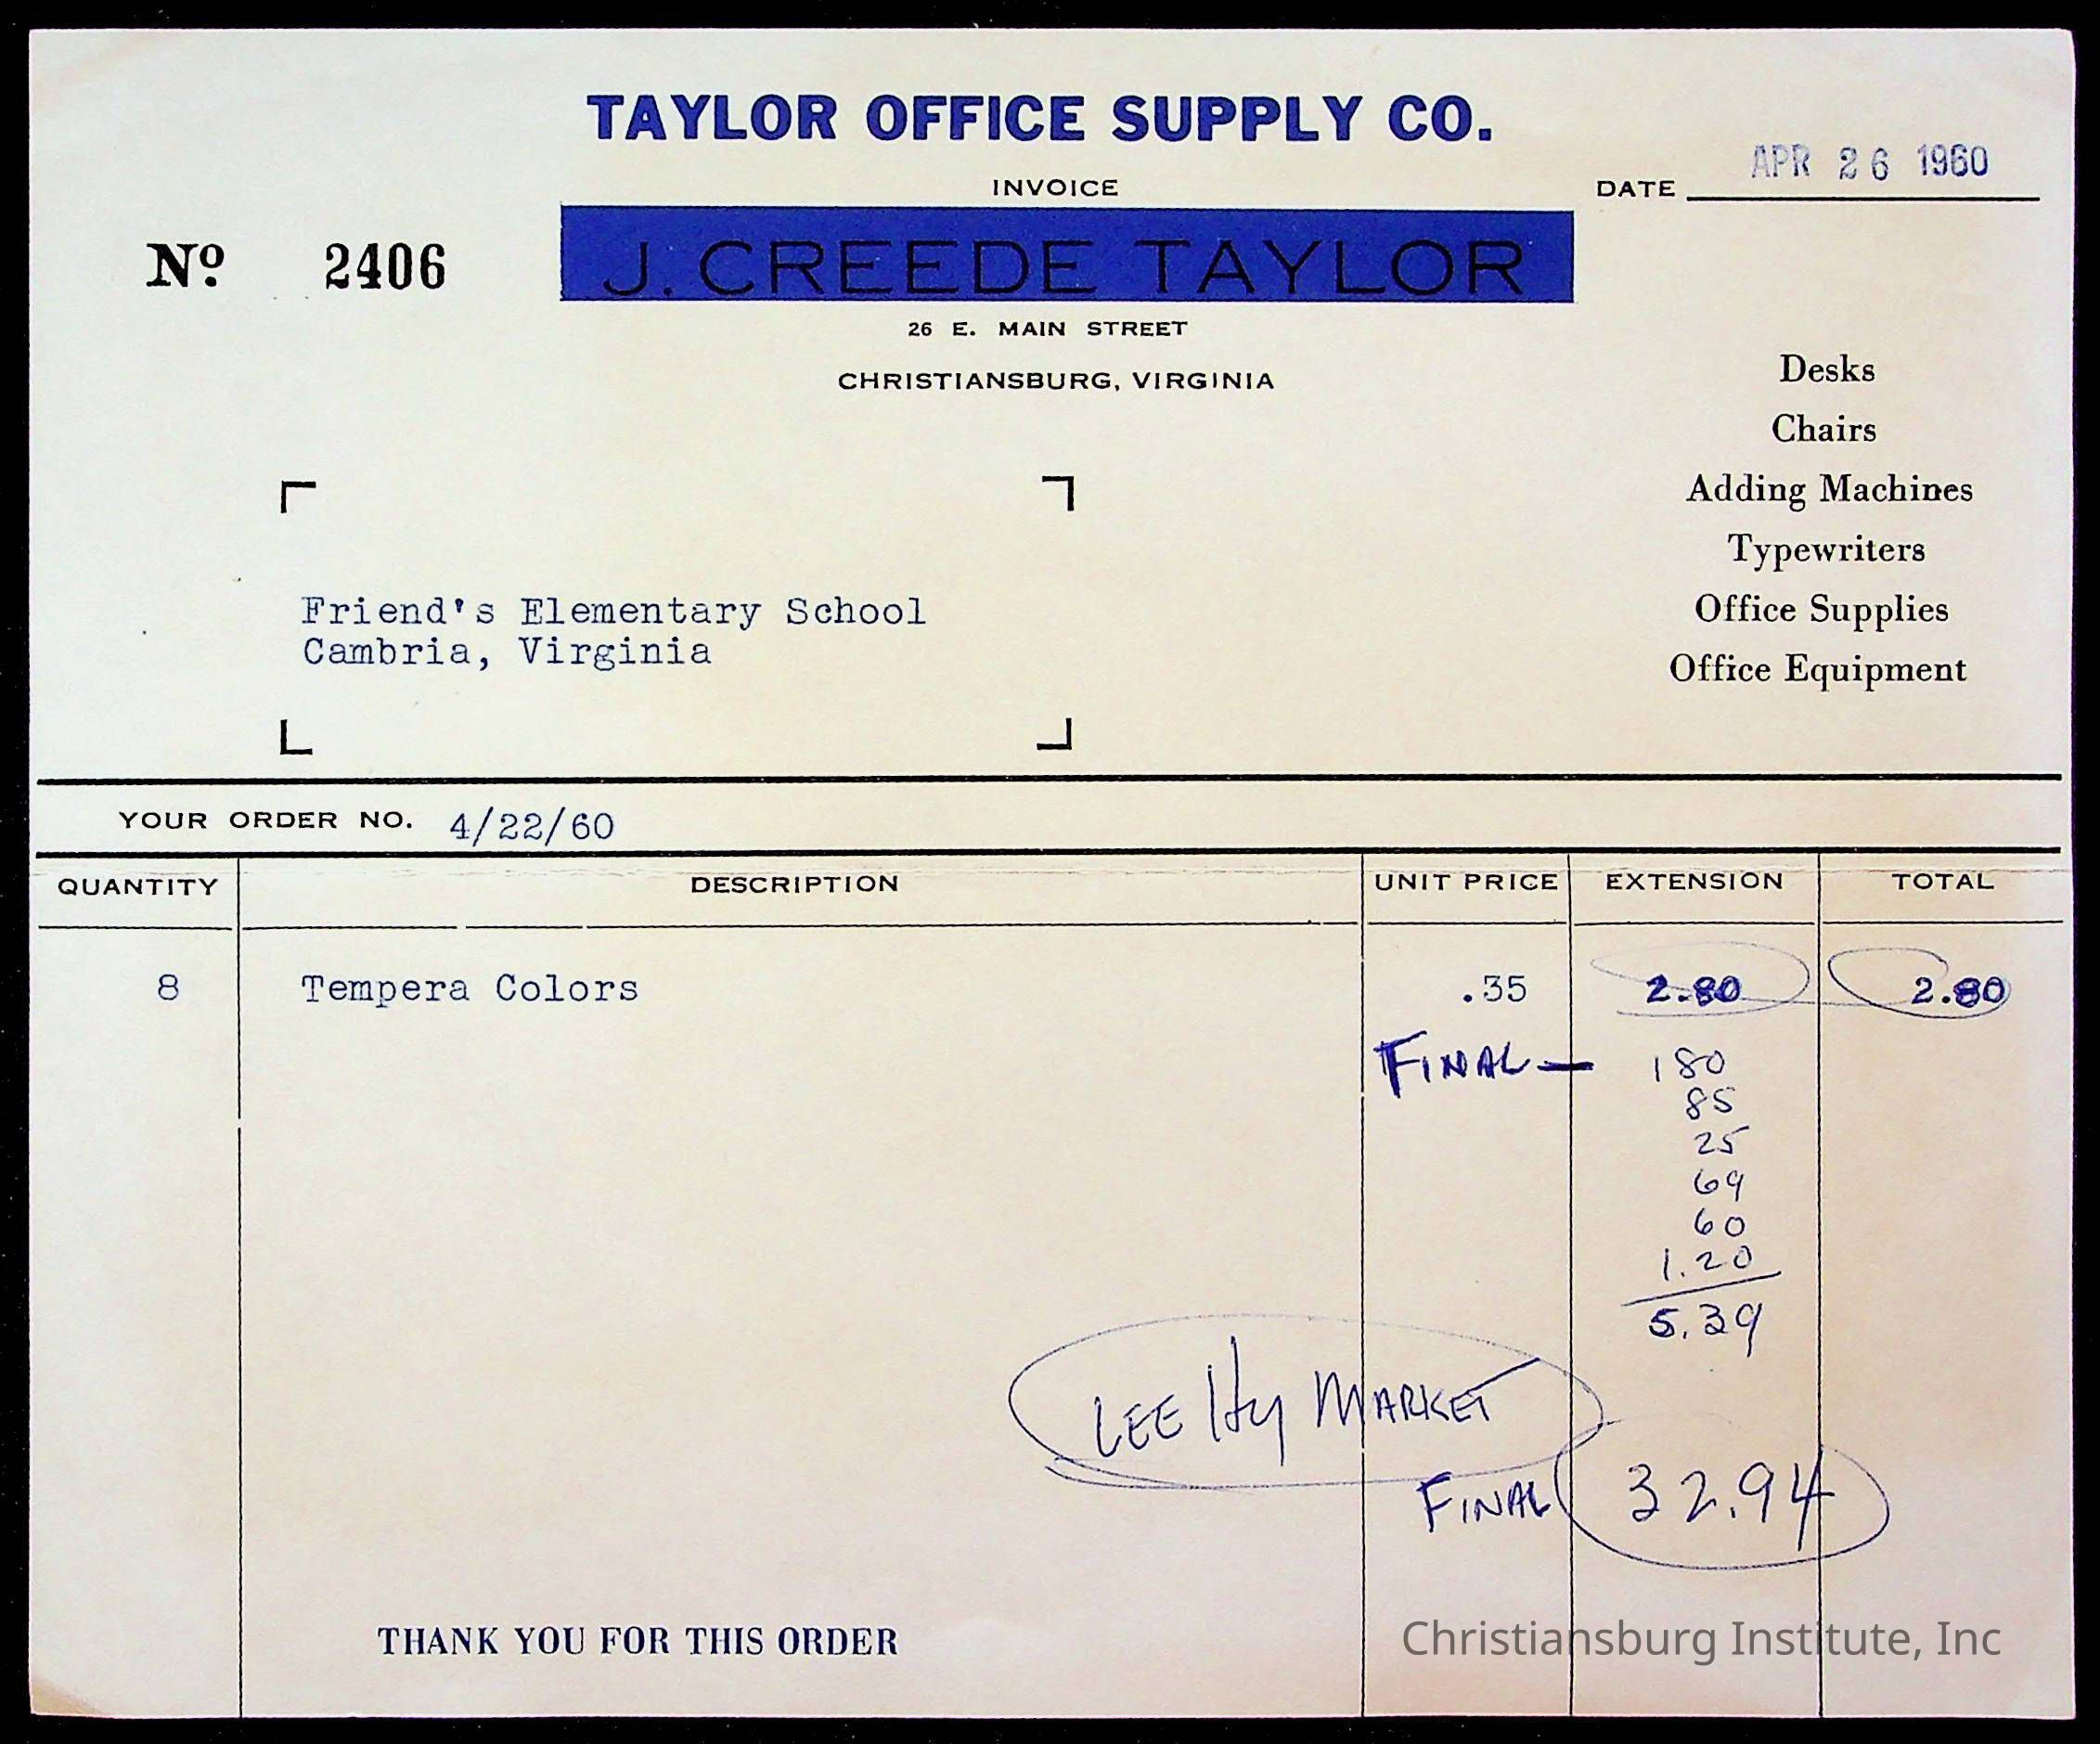 TAYLOR OFFICE SUPPLY CO.
INVOICE
DATE APR 26 1960
Nº 2406
J. CREEDE TAYLOR
26 E. MAIN STREET
CHRISTIANSBURG, VIRGINIA
Desks
Chairs
Adding Machines
Typewriters
Office Supplies
Office Equipment
Friend's Elementary School
Cambria, Virginia
YOUR ORDER NO. 4/22/60
QUANTITY DESCRIPTION UNIT PRICE EXTENSION TOTAL
8 Tempera Colors .35 2.80 2.80
FINAL — 180
85
25
69
60
1.20
5.39
LEE Hy MARKET
FINAL 32.94
THANK YOU FOR THIS ORDER
Christiansburg Institute, Inc